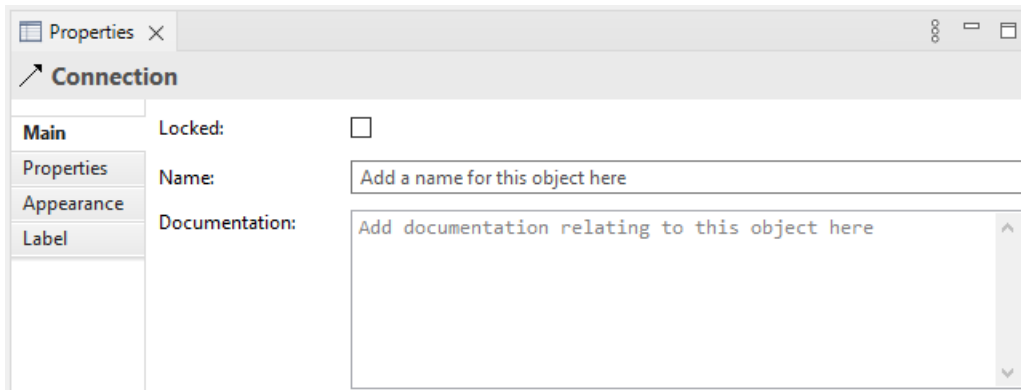 Properties
Connection
Main
Properties
Appearance
Label
Locked:
Name:
Add a name for this object here
Documentation:
Add documentation relating to this object here